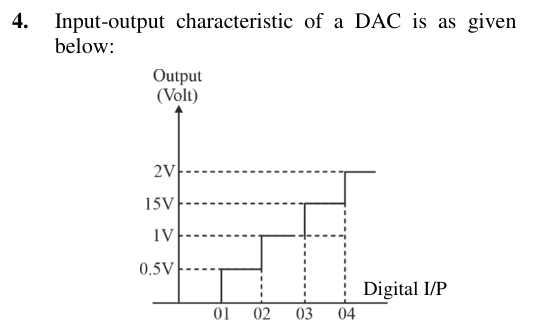 4. Input-output characteristic of a DAC is as given
below:
Output
(Volt)
2V
15V
1V
0.5V
Digital I/P
01 02 03 04